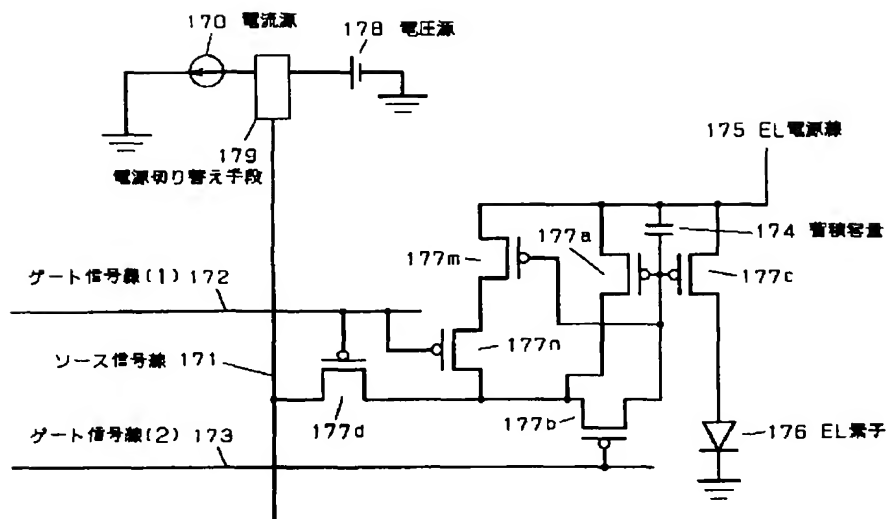 170 電流源
178 電圧源
179
電源切り替え手段
175 EL電源線
174 蓄積容量
177a
177m
177c
ゲート信号線(1) 172
177n
ソース信号線 171
177d
177b
ゲート信号線(2) 173
176 EL素子